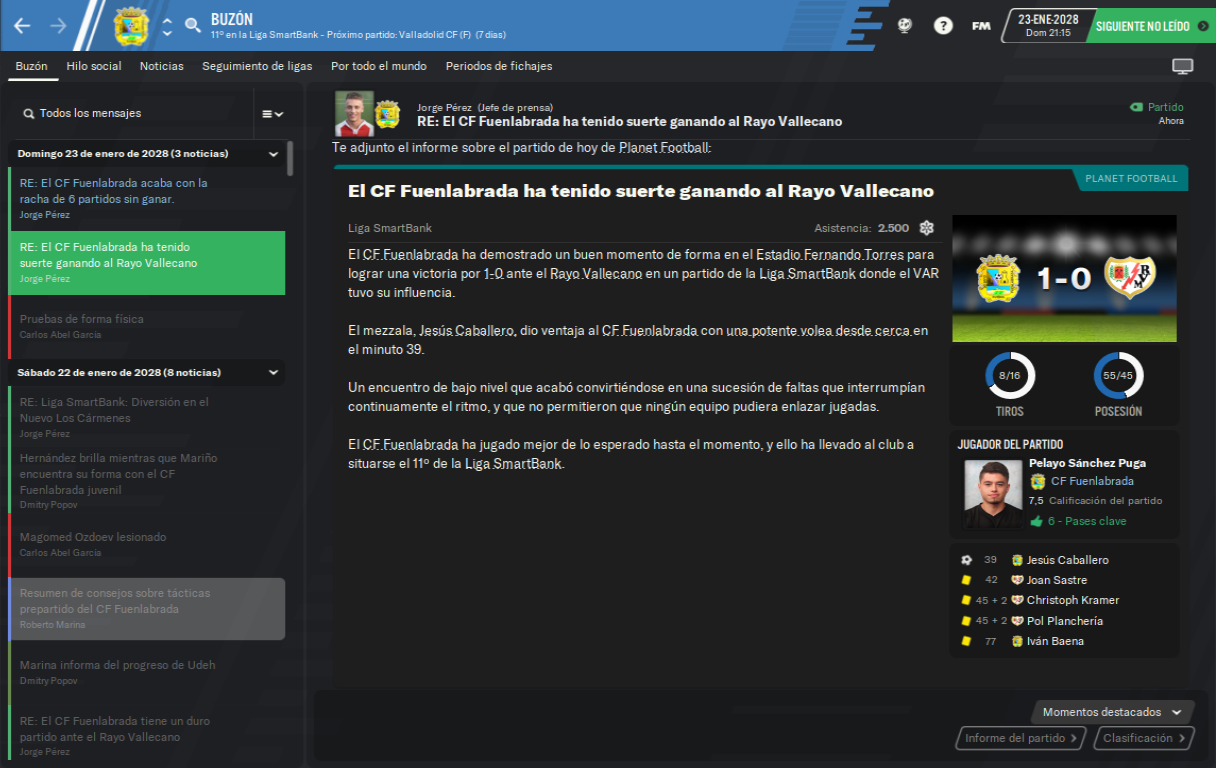 BUZÓN
11º en la Liga SmartBank - Próximo partido: Valladolid CF (F) (7 días)
?
FM
23-ENE-2028
Dom 21:15
SIGUIENTE NO LEÍDO
Buzón Hilo social Noticias Seguimiento de ligas Por todo el mundo Periodos de fichajes
Todos los mensajes
Domingo 23 de enero de 2028 (3 noticias)
RE: El CF Fuenlabrada acaba con la
racha de 6 partidos sin ganar.
Jorge Pérez
RE: El CF Fuenlabrada ha tenido
suerte ganando al Rayo Vallecano
Jorge Pérez
Pruebas de forma física
Carlos Abel García
Sábado 22 de enero de 2028 (8 noticias)
RE: Liga SmartBank: Diversión en el
Nuevo Los Cármenes
Jorge Pérez
Hernández brilla mientras que Mariño
encuentra su forma con el CF
Fuenlabrada juvenil
Dmitry Popov
Magomed Ozdoev lesionado
Carlos Abel García
Resumen de consejos sobre tácticas
prepartido del CF Fuenlabrada
Roberto Marina
Marina informa del progreso de Udeh
Dmitry Popov
RE: El CF Fuenlabrada tiene un duro
partido ante el Rayo Vallecano
Jorge Pérez
Jorge Pérez (Jefe de prensa)
RE: El CF Fuenlabrada ha tenido suerte ganando al Rayo Vallecano
Partido
Ahora
Te adjunto el informe sobre el partido de hoy de Planet Football:
PLANET FOOTBALL
El CF Fuenlabrada ha tenido suerte ganando al Rayo Vallecano
Liga SmartBank Asistencia: 2.500
El CF Fuenlabrada ha demostrado un buen momento de forma en el Estadio Fernando Torres para
lograr una victoria por 1-0 ante el Rayo Vallecano en un partido de la Liga SmartBank donde el VAR
tuvo su influencia.
El mezzala, Jesús Caballero, dio ventaja al CF Fuenlabrada con una potente volea desde cerca en
el minuto 39.
Un encuentro de bajo nivel que acabó convirtiéndose en una sucesión de faltas que interrumpían
continuamente el ritmo, y que no permitieron que ningún equipo pudiera enlazar jugadas.
El CF Fuenlabrada ha jugado mejor de lo esperado hasta el momento, y ello ha llevado al club a
situarse el 11º de la Liga SmartBank.
1-0
8/16 55/45
TIROS POSESIÓN
JUGADOR DEL PARTIDO
Pelayo Sánchez Puga
CF Fuenlabrada
7,5 Calificación del partido
6 - Pases clave
39 Jesús Caballero
42 Joan Sastre
45 + 2 Christoph Kramer
45 + 2 Pol Planchería
77 Iván Baena
Momentos destacados
Informe del partido
Clasificación